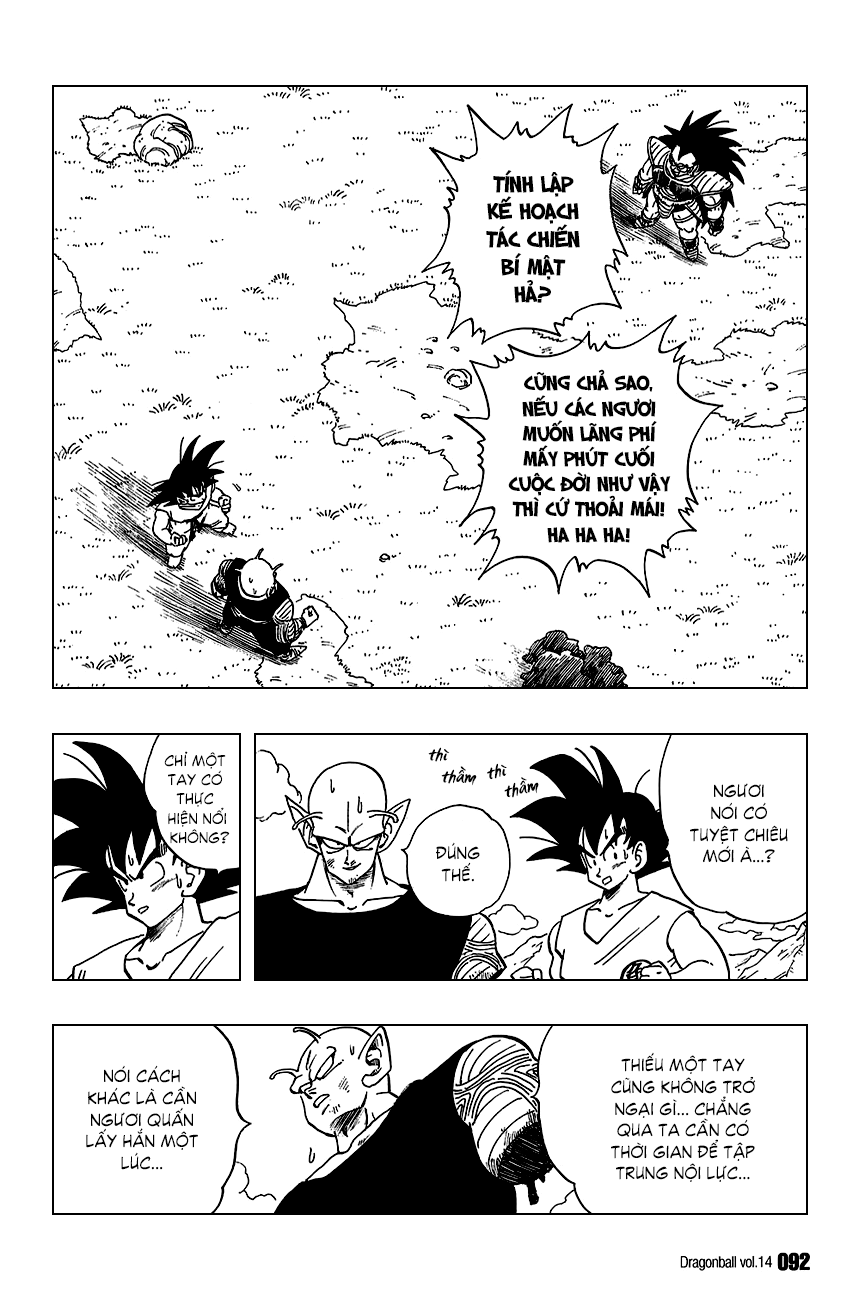 TÍNH LẬP
KẾ HOẠCH
TÁC CHIẾN
BÍ MẬT
HẢ?
CŨNG CHẢ SAO,
NẾU CÁC NGƯƠI
MUỐN LÃNG PHÍ
MẤY PHÚT CUỐI
CUỘC ĐỜI NHƯ VẬY
THÌ CỨ THOẢI MÁI!
HA HA HA!
NGƯƠI
NÓI CÓ
TUYỆT CHIÊU
MỚI À...?
thì
thầm
thì
thầm
ĐÚNG
THẾ.
CHỈ MỘT
TAY CÓ
THỰC
HIỆN NỔI
KHÔNG?
THIẾU MỘT TAY
CŨNG KHÔNG TRỞ
NGẠI GÌ... CHẲNG
QUA TA CẦN CÓ
THỜI GIAN ĐỂ TẬP
TRUNG NỘI LỰC...
NÓI CÁCH
KHÁC LÀ CẦN
NGƯƠI QUẤN
LẤY HẮN MỘT
LÚC...
Dragonball vol.14 092